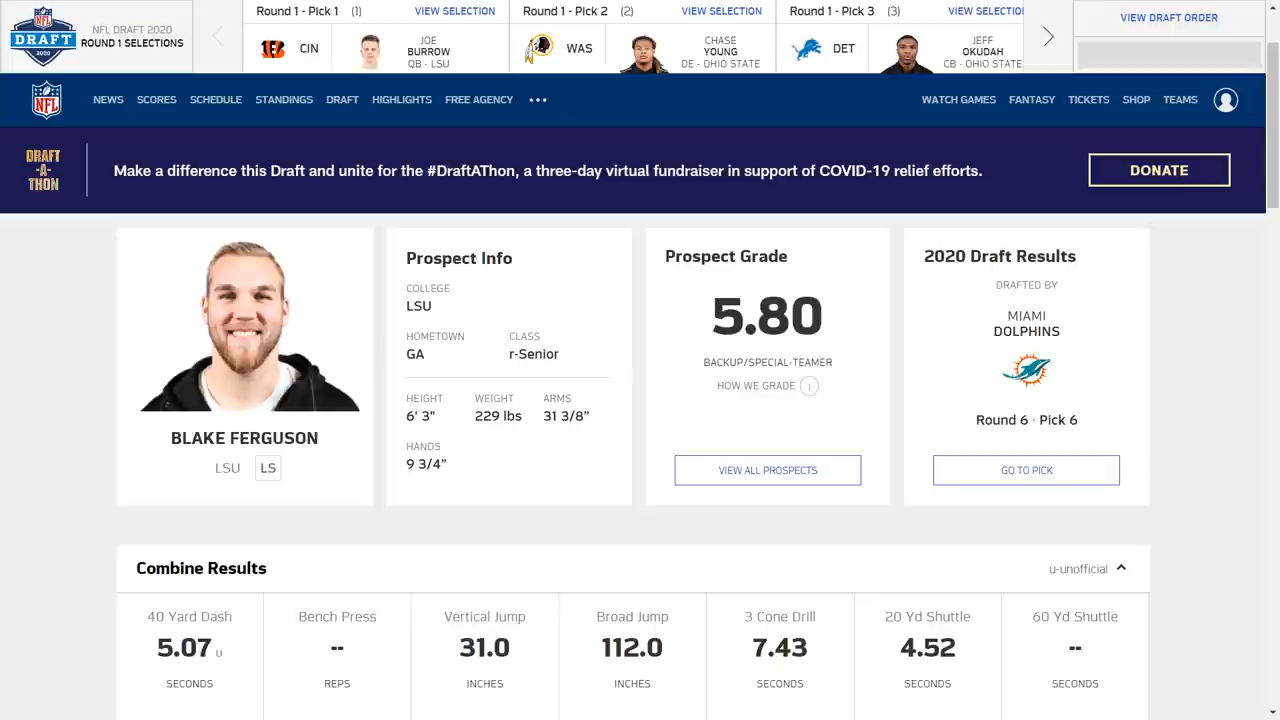 NFL DRAFT 2020
NFL DRAFT 2020
ROUND 1 SELECTIONS
Round 1 - Pick 1 (1) VIEW SELECTION
CIN
JOE
BURROW
QB - LSU
Round 1 - Pick 2 (2) VIEW SELECTION
WAS
CHASE
YOUNG
DE - OHIO STATE
Round 1 - Pick 3 (3) VIEW SELECTIO
DET
JEFF
OKUDAH
CB - OHIO STATE
VIEW DRAFT ORDER
NFL NEWS SCORES SCHEDULE STANDINGS DRAFT HIGHLIGHTS FREE AGENCY ••• WATCH GAMES FANTASY TICKETS SHOP TEAMS
DRAFT
-A-
THON
Make a difference this Draft and unite for the #DraftAThon, a three-day virtual fundraiser in support of COVID-19 relief efforts.
DONATE
BLAKE FERGUSON
LSU LS
Prospect Info
COLLEGE
LSU
HOMETOWN CLASS
GA r-Senior
HEIGHT WEIGHT ARMS
6' 3" 229 lbs 31 3/8”
HANDS
9 3/4”
Prospect Grade
5.80
BACKUP/SPECIAL-TEAMER
HOW WE GRADE i
VIEW ALL PROSPECTS
2020 Draft Results
DRAFTED BY
MIAMI
DOLPHINS
Round 6 · Pick 6
GO TO PICK
Combine Results u-unofficial
40 Yard Dash Bench Press Vertical Jump Broad Jump 3 Cone Drill 20 Yd Shuttle 60 Yd Shuttle
5.07 U -- 31.0 112.0 7.43 4.52 --
SECONDS REPS INCHES INCHES SECONDS SECONDS SECONDS